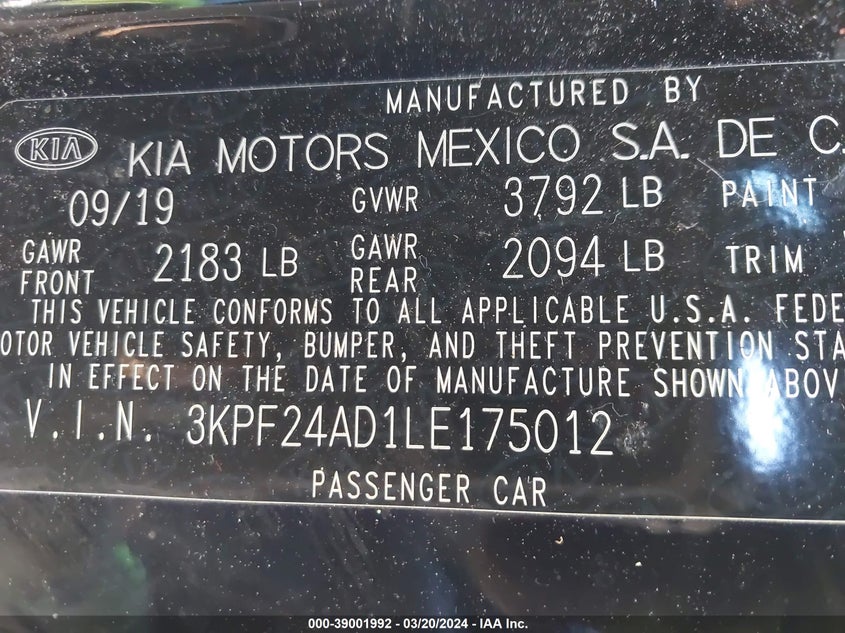 MANUFACTURED BY
KIA KIA MOTORS MEXICO S.A. DE C.
09/19 GVWR 3792 LB PAINT
GAWR FRONT 2183 LB GAWR REAR 2094 LB TRIM
THIS VEHICLE CONFORMS TO ALL APPLICABLE U.S.A. FEDE
OTOR VEHICLE SAFETY, BUMPER, AND THEFT PREVENTION STA
IN EFFECT ON THE DATE OF MANUFACTURE SHOWN ABOV
V.I.N. 3KPF24AD1LE175012
PASSENGER CAR
000-39001992 - 03/20/2024 - IAA Inc.